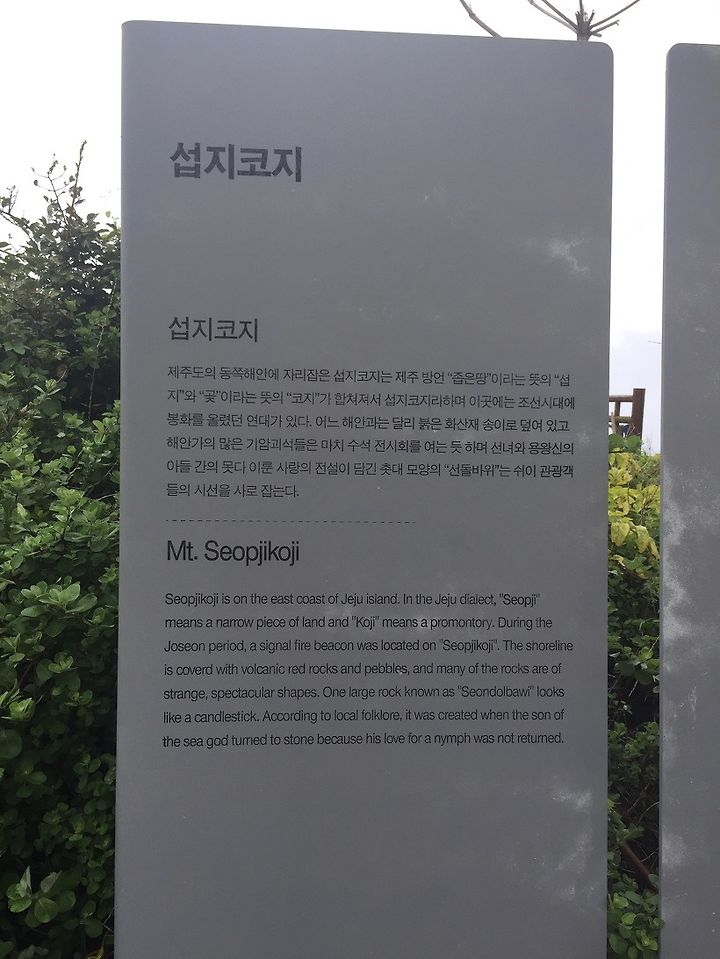 섭지코지
섭지코지
제주도의 동쪽해안에 자리잡은 섭지코지는 제주 방언 “좁은땅”이라는 뜻의 “섭
지”와 “곶”이라는 뜻의 “코지”가 합쳐져서 섭지코지라하며 이곳에는 조선시대에
봉화를 올렸던 연대가 있다. 어느 해안과는 달리 붉은 화산재 송이로 덮여 있고
해안가의 많은 기암괴석들은 마치 수석 전시회를 여는 듯 하며 선녀와 용왕신의
아들 간의 못다 이룬 사랑의 전설이 담긴 촛대 모양의 “선돌바위”는 쉬이 관광객
들의 시선을 사로 잡는다.
Mt. Seopjikoji
Seopjikoji is on the east coast of Jeju island. In the Jeju dialect, "Seopji"
means a narrow piece of land and "Koji" means a promontory. During the
Joseon period, a signal fire beacon was located on "Seopjikoji". The shoreline
is coverd with volcanic red rocks and pebbles, and many of the rocks are of
strange, spectacular shapes. One large rock known as "Seondolbawi" looks
like a candlestick. According to local folklore, it was created when the son of
the sea god turned to stone because his love for a nymph was not returned.